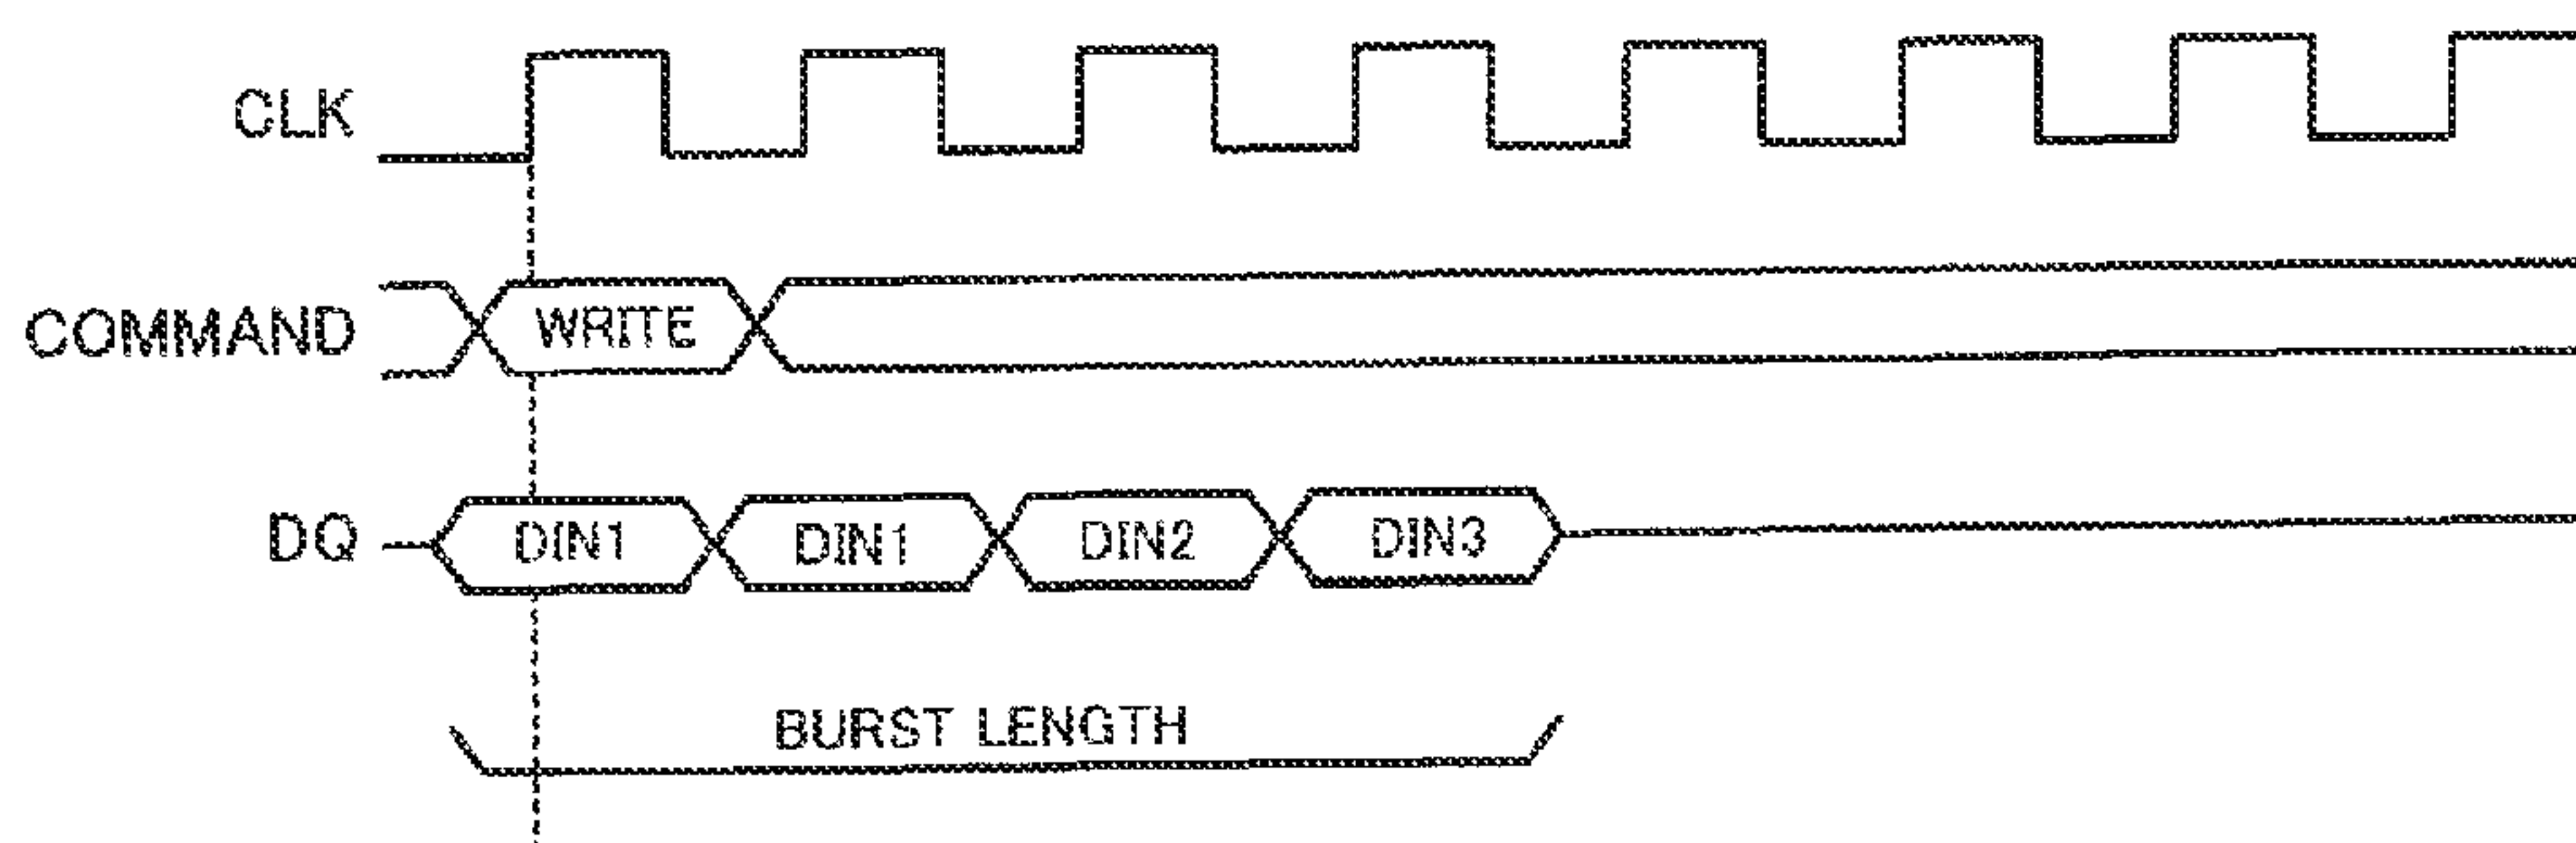 CLK
COMMAND WRITE
DQ DIN1 DIN1 DIN2 DIN3
BURST LENGTH